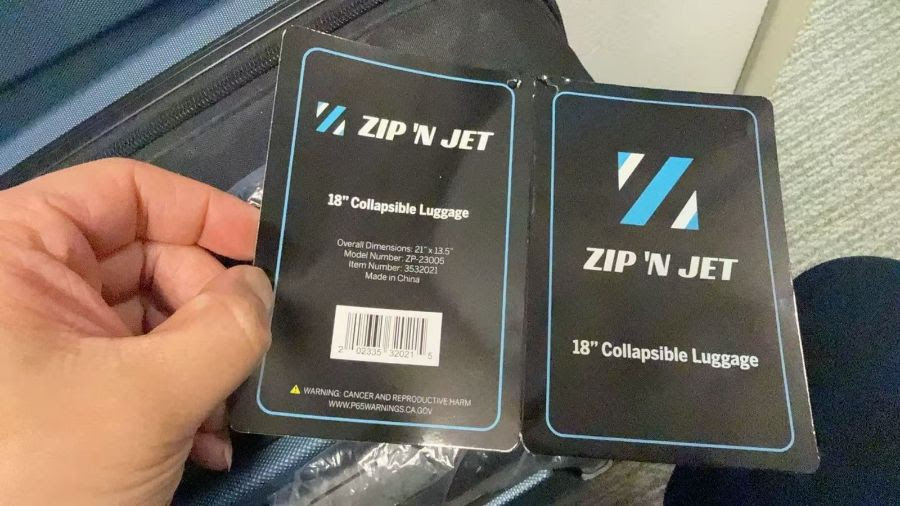 ZIP 'N JET
18” Collapsible Luggage
Overall Dimensions: 21” x 13.5”
Model Number: ZP-23005
Item Number: 3532021
Made in China
2 02335 32021 5
WARNING: CANCER AND REPRODUCTIVE HARM
WWW.P65WARNINGS.CA.GOV
ZIP 'N JET
18” Collapsible Luggage